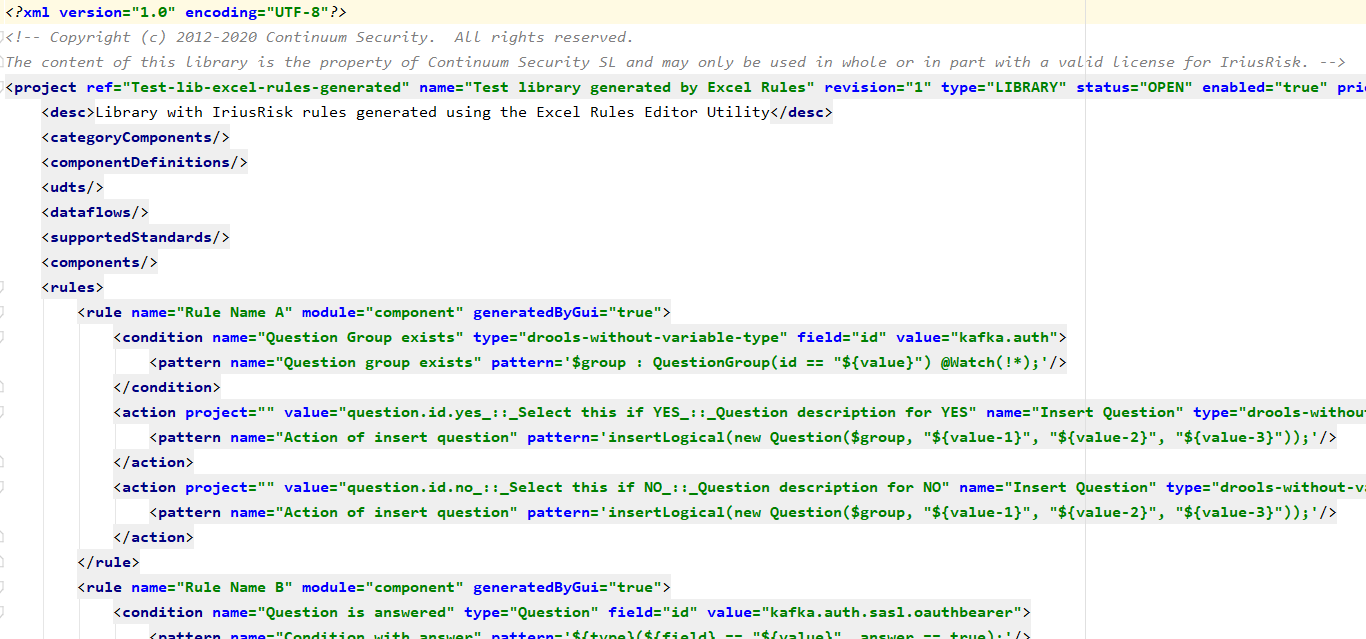 <?xml version="1.0" encoding="UTF-8"?>
<!-- Copyright (c) 2012-2020 Continuum Security.  All rights reserved.
The content of this library is the property of Continuum Security SL and may only be used in whole or in part with a valid license for IriusRisk. -->
<project ref="Test-lib-excel-rules-generated" name="Test library generated by Excel Rules" revision="1" type="LIBRARY" status="OPEN" enabled="true"
<desc>Library with IriusRisk rules generated using the Excel Rules Editor Utility</desc>
<categoryComponents/>
<componentDefinitions/>
<udts/>
<dataflows/>
<supportedStandards/>
<components/>
<rules>
<rule name="Rule Name A" module="component" generatedByGui="true">
<condition name="Question Group exists" type="drools-without-variable-type" field="id" value="kafka.auth">
<pattern name="Question group exists" pattern='$group : QuestionGroup(id == "${value}") @Watch(!*);'/>
</condition>
<action project="" value="question.id.yes_::_Select this if YES_::_Question description for YES" name="Insert Question" type="drools-withou
<pattern name="Action of insert question" pattern='insertLogical(new Question($group, "${value-1}", "${value-2}", "${value-3}"));'/>
</action>
<action project="" value="question.id.no_::_Select this if NO_::_Question description for NO" name="Insert Question" type="drools-without-v
<pattern name="Action of insert question" pattern='insertLogical(new Question($group, "${value-1}", "${value-2}", "${value-3}"));'/>
</action>
</rule>
<rule name="Rule Name B" module="component" generatedByGui="true">
<condition name="Question is answered" type="Question" field="id" value="kafka.auth.sasl.oauthbearer">
<pattern name="Condition with answer" pattern='${type}(${field} == "${value}", answer == true);'/>